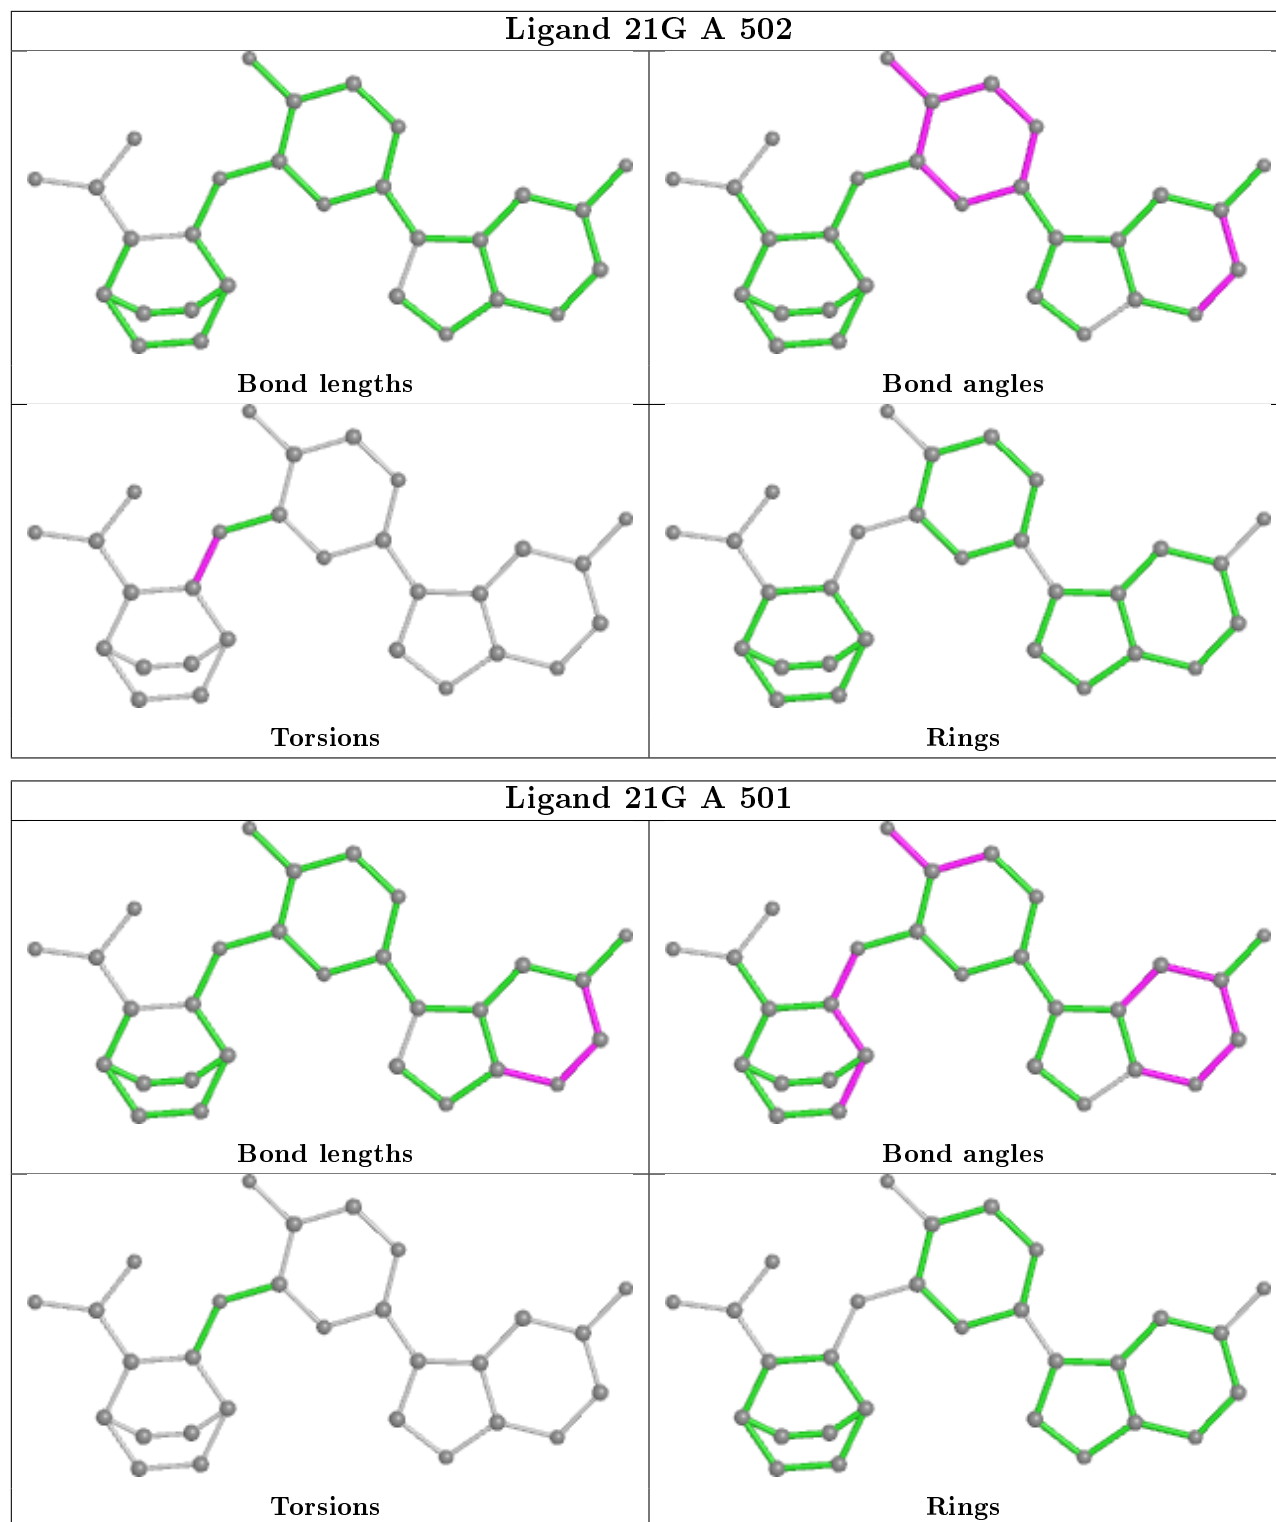 Ligand 21G A 502
Bond lengths
Bond angles
Torsions
Rings
Ligand 21G A 501
Bond lengths
Bond angles
Torsions
Rings